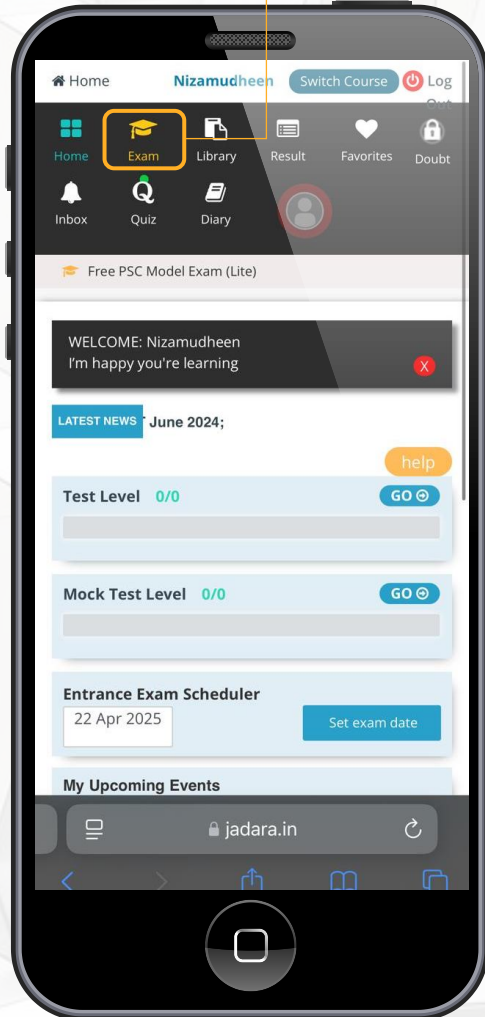 Home Nizamudheen Switch Course Log Out
Home Exam Library Result Favorites Doubt
Inbox Quiz Diary
Free PSC Model Exam (Lite)
WELCOME: Nizamudheen
I'm happy you're learning
X
LATEST NEWS June 2024;
help
Test Level 0/0 GO
Mock Test Level 0/0 GO
Entrance Exam Scheduler
22 Apr 2025 Set exam date
My Upcoming Events
jadara.in